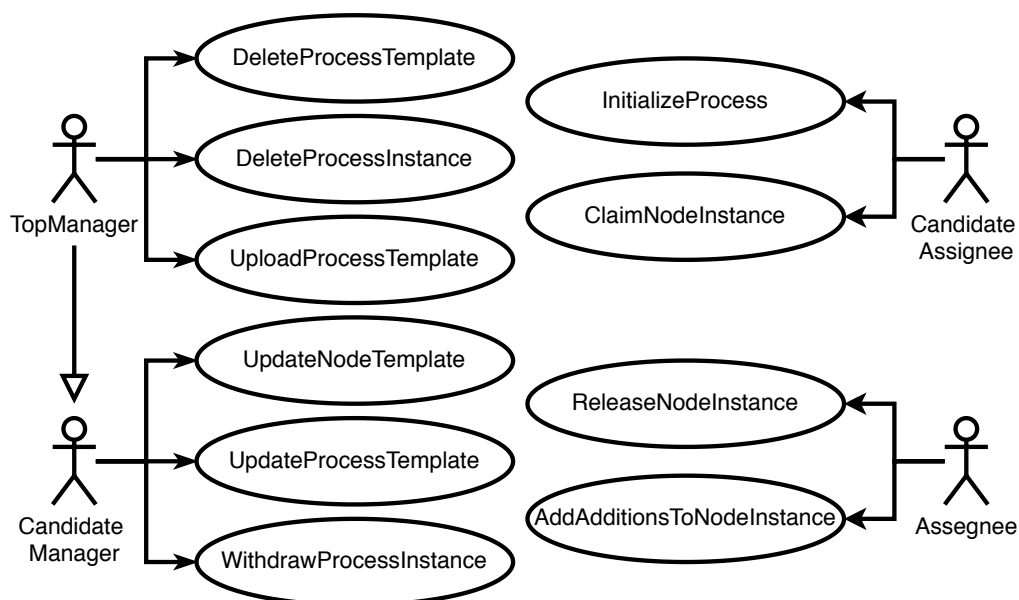 DeleteProcessTemplate
DeleteProcessInstance
TopManager
UploadProcessTemplate
UpdateNodeTemplate
UpdateProcessTemplate
Candidate
Manager
WithdrawProcessInstance
InitializeProcess
ClaimNodeInstance
Candidate
Assignee
ReleaseNodeInstance
AddAdditionsToNodeInstance
Assegnee